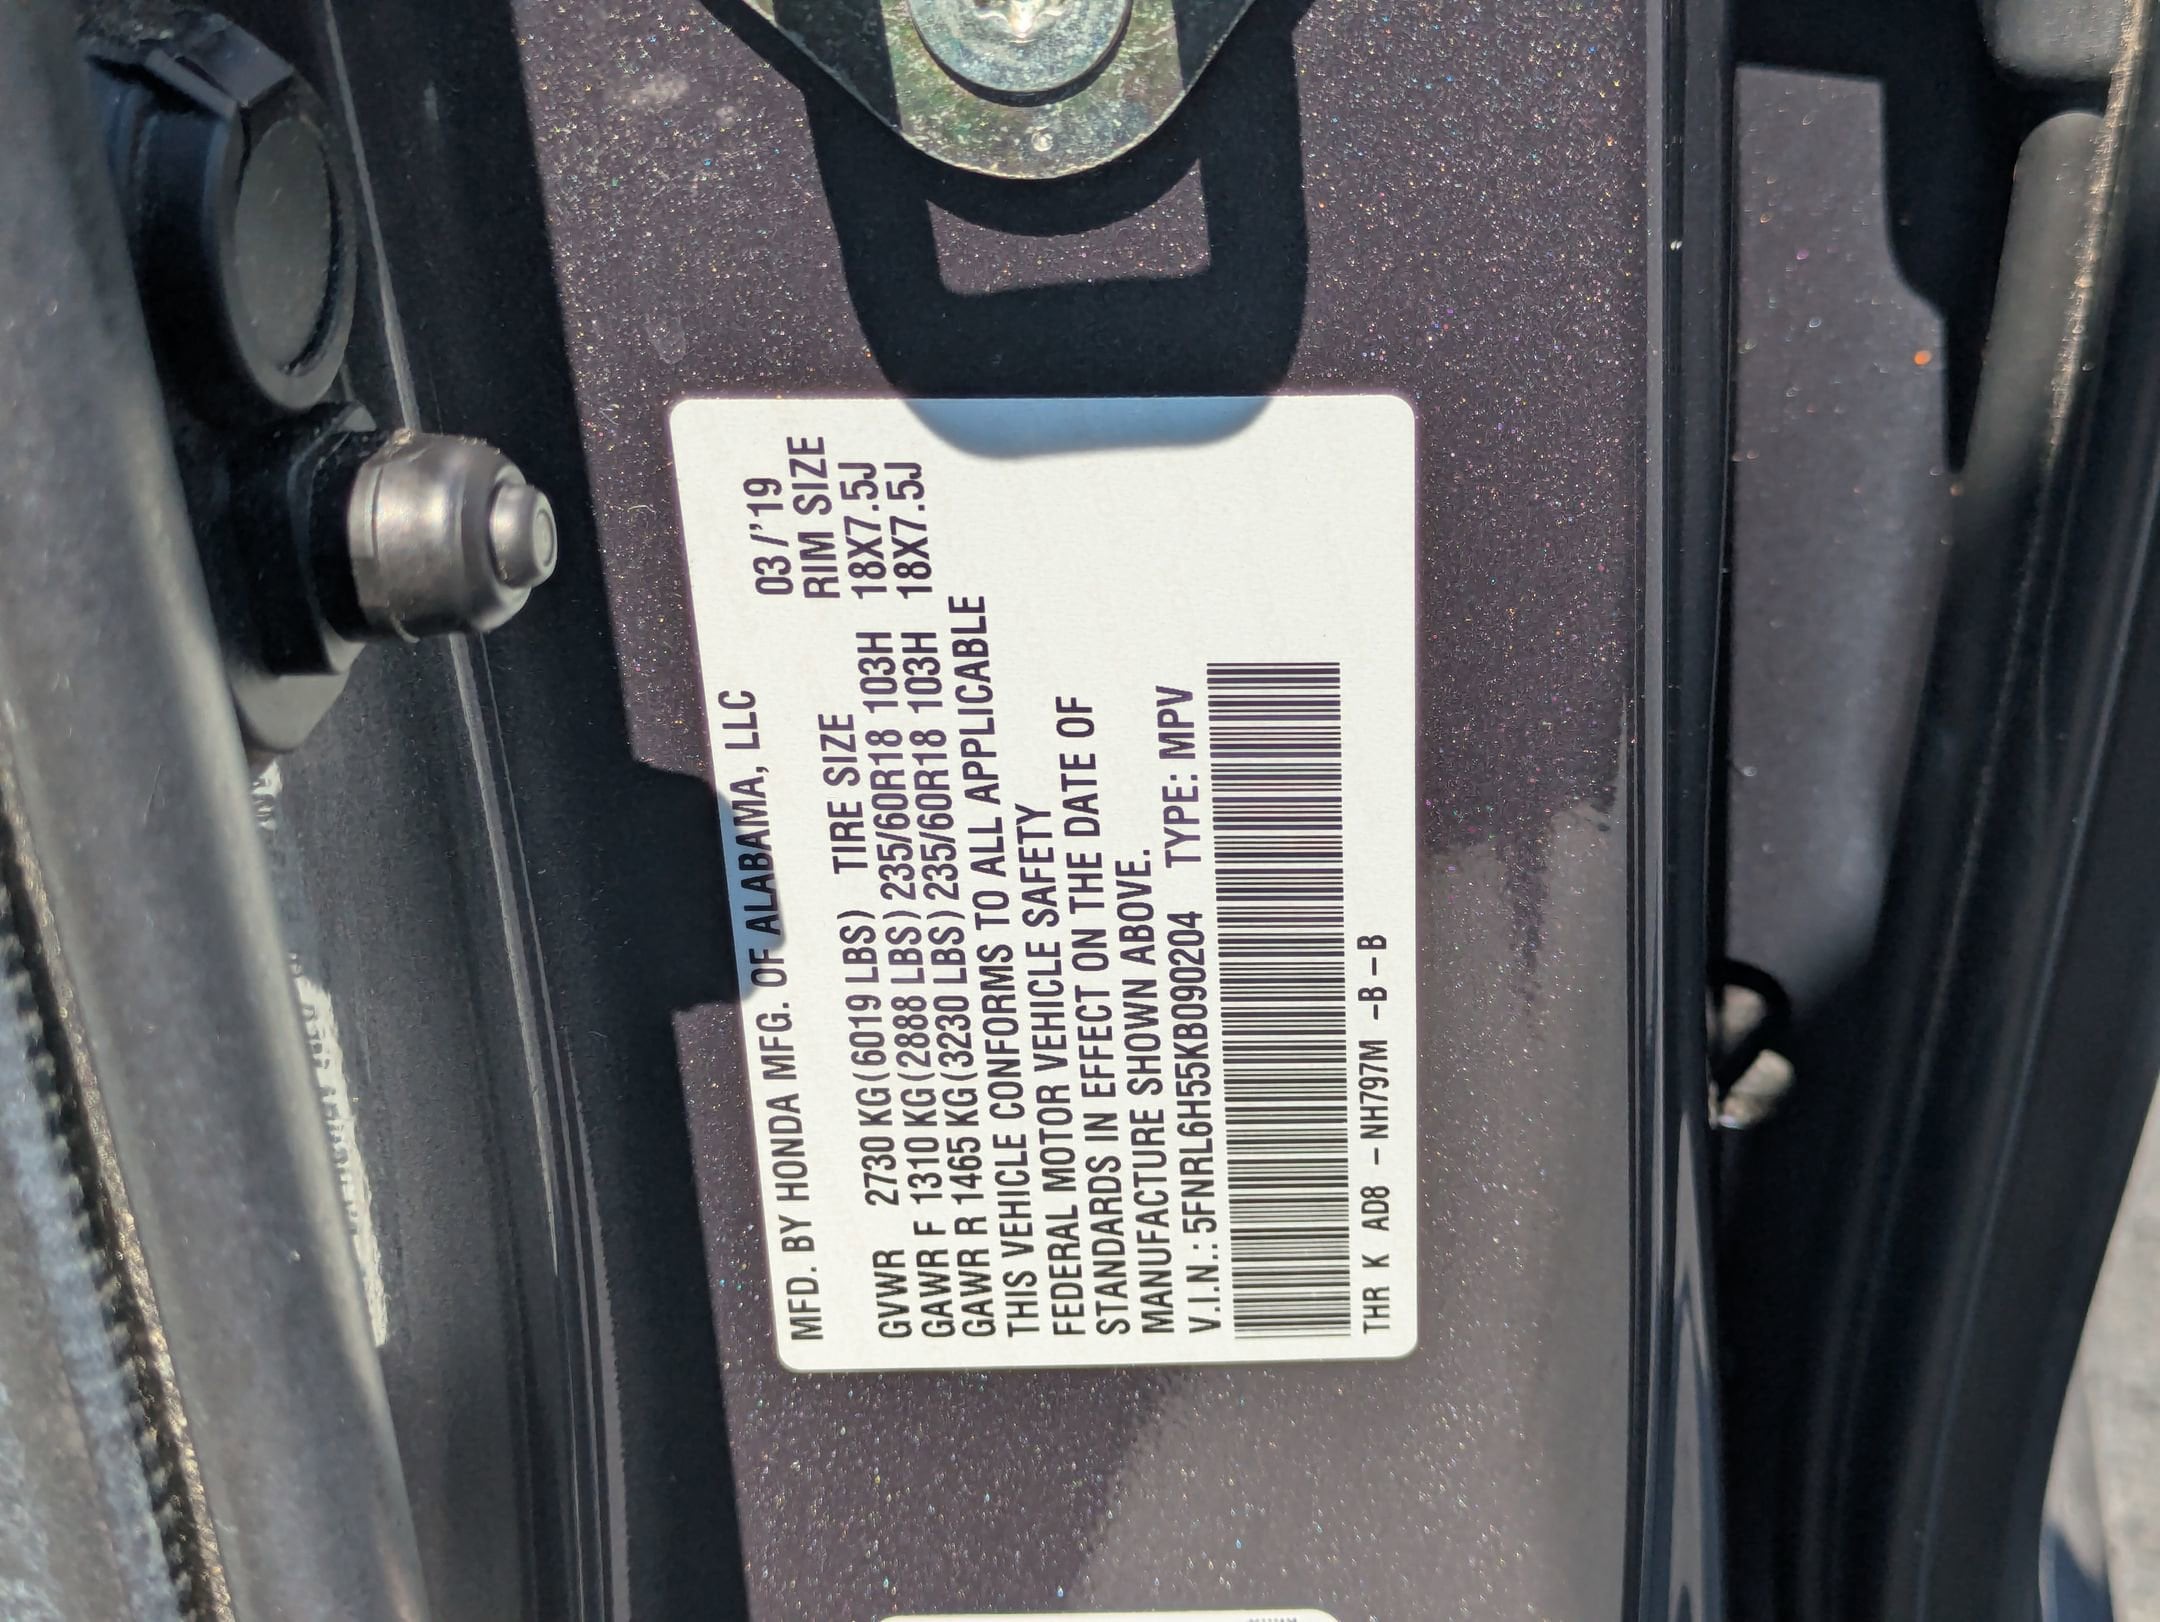 MFD. BY HONDA MFG. OF ALABAMA, LLC
03/'19
GVWR 2730 KG(6019 LBS) TIRE SIZE RIM SIZE
GAWR F 1310 KG(2888 LBS) 235/60R18 103H 18X7.5J
GAWR R 1465 KG(3230 LBS) 235/60R18 103H 18X7.5J
THIS VEHICLE CONFORMS TO ALL APPLICABLE
FEDERAL MOTOR VEHICLE SAFETY
STANDARDS IN EFFECT ON THE DATE OF
MANUFACTURE SHOWN ABOVE.
V.I.N.: 5FNRL6H55KB090204 TYPE: MPV
THR K AD8 -NH797M -B-B